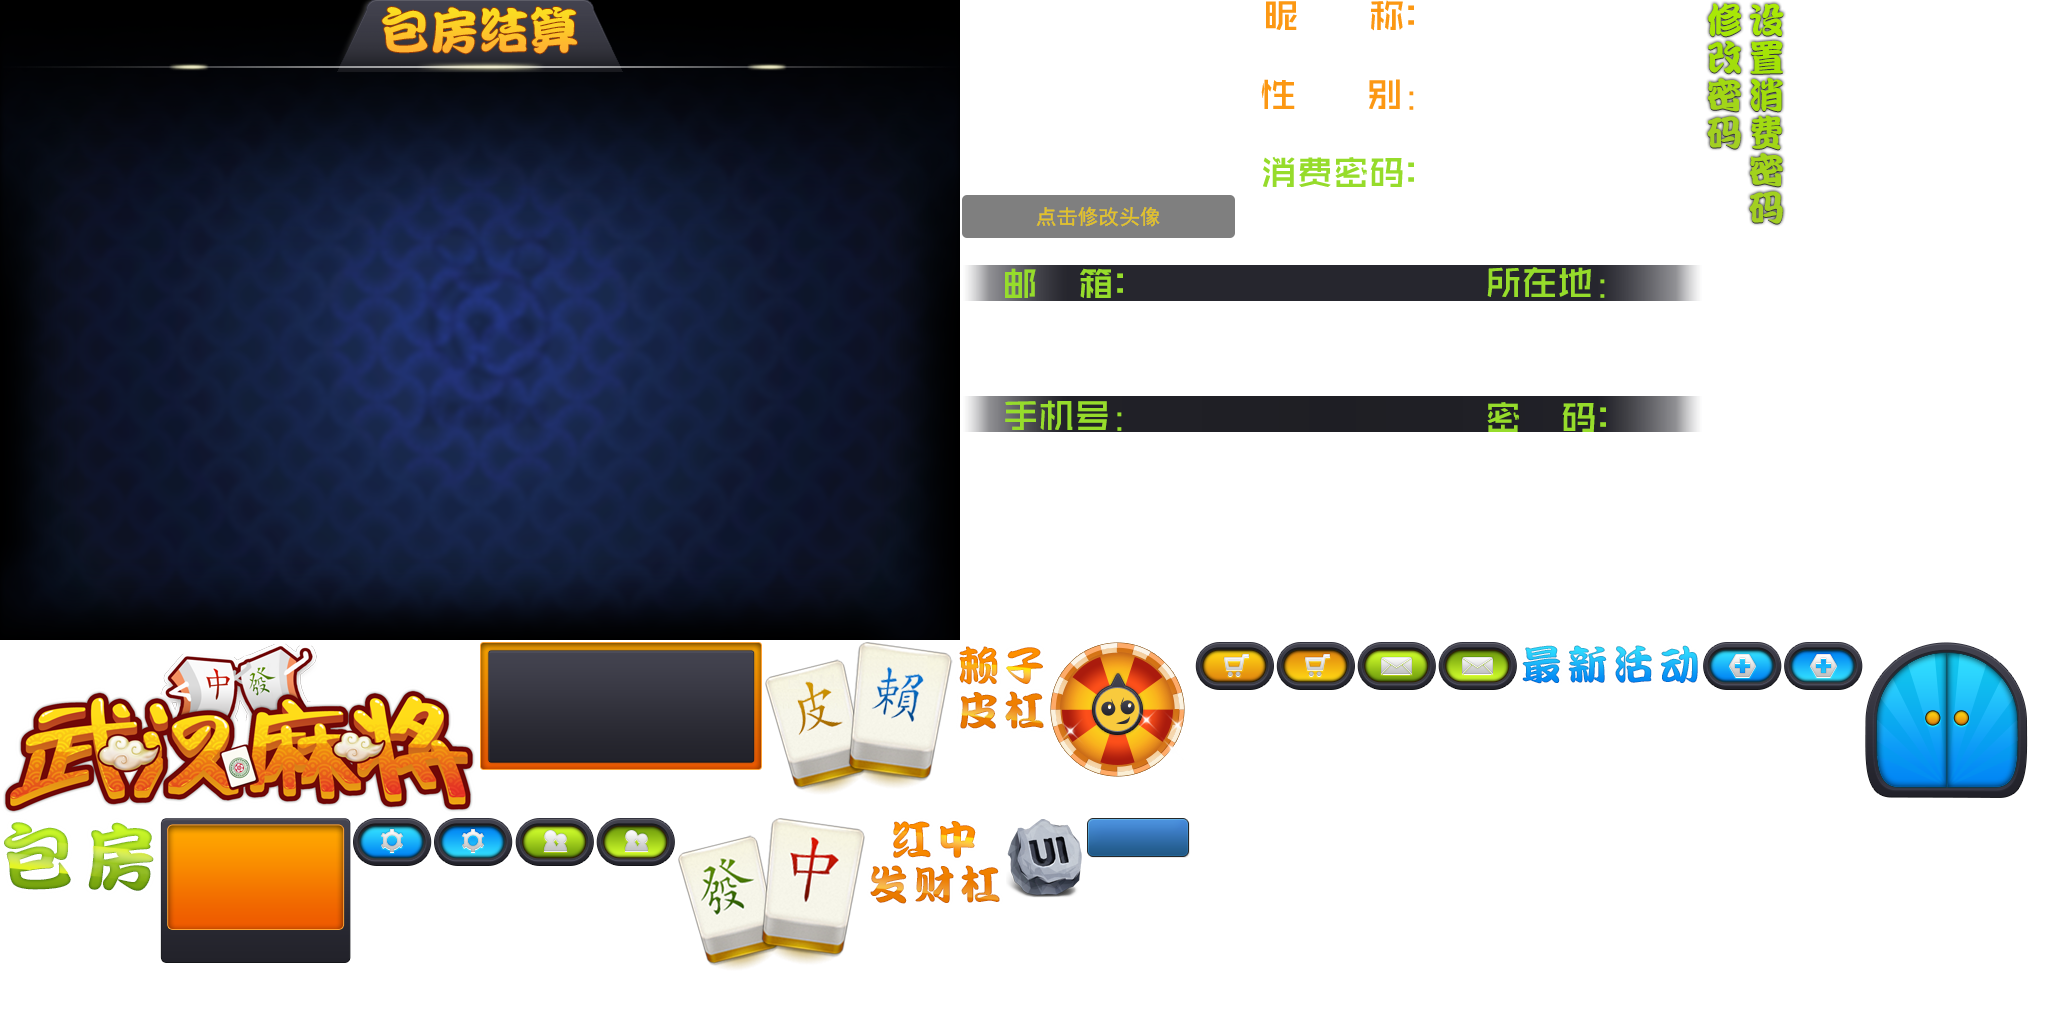 包房结算
昵 称:
性 别:
消费密码:
修改密码
设置消费密码
点击修改头像
邮 箱:
所在地:
手机号:
密 码:
中
發
武汉麻将
皮
賴
赖子
皮杠
最新活动
包房
發
中
红中
发财杠
UI